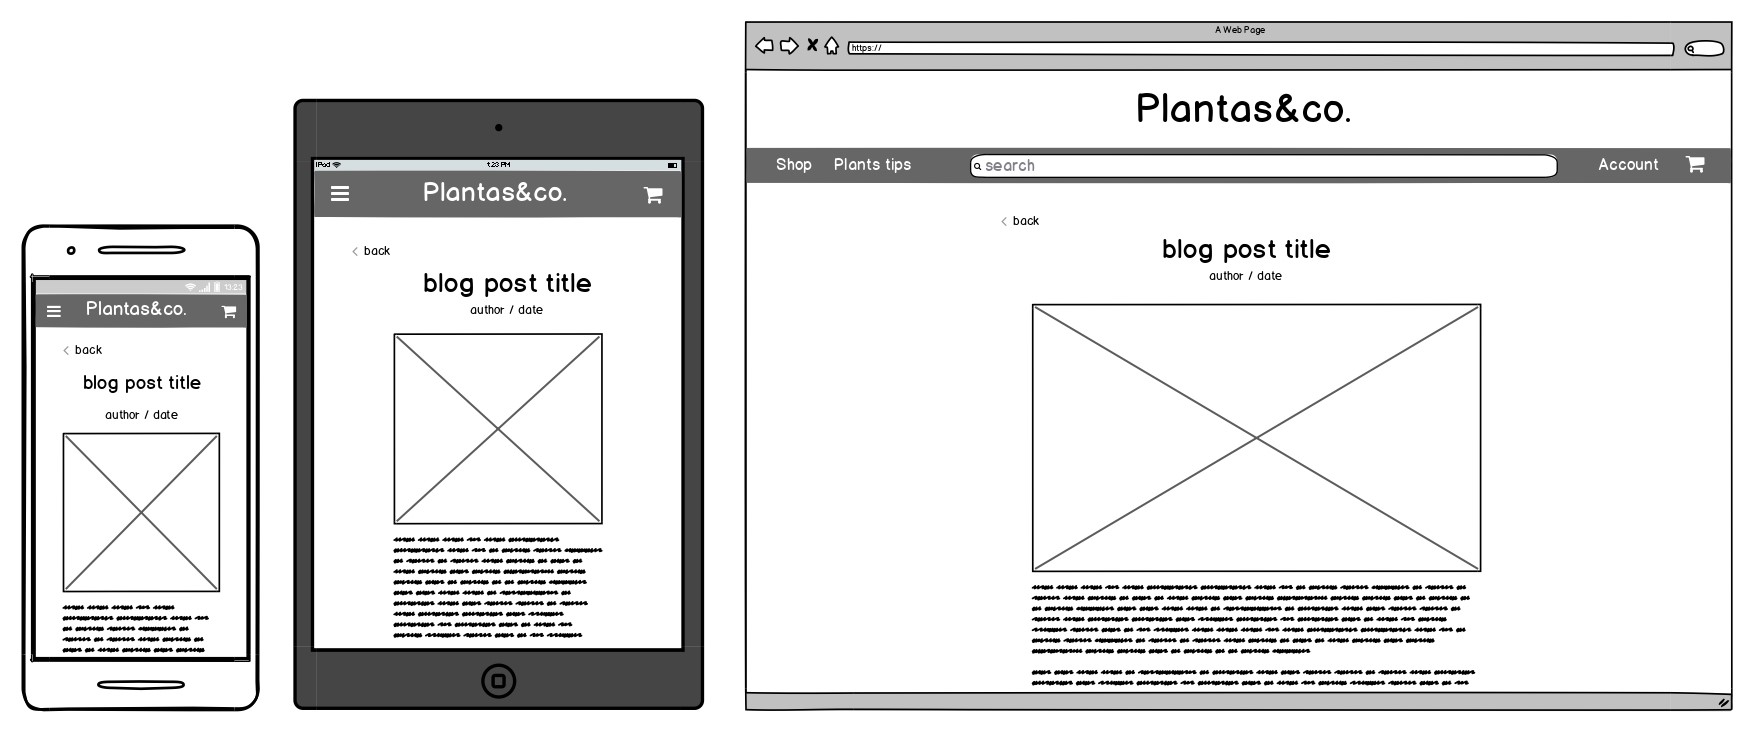 13:23
Plantas&co.
back
blog post title
author / date
iPad
1:23 PM
Plantas&co.
back
blog post title
author / date
A Web Page
https://
Plantas&co.
Shop
Plants tips
search
Account
back
blog post title
author / date